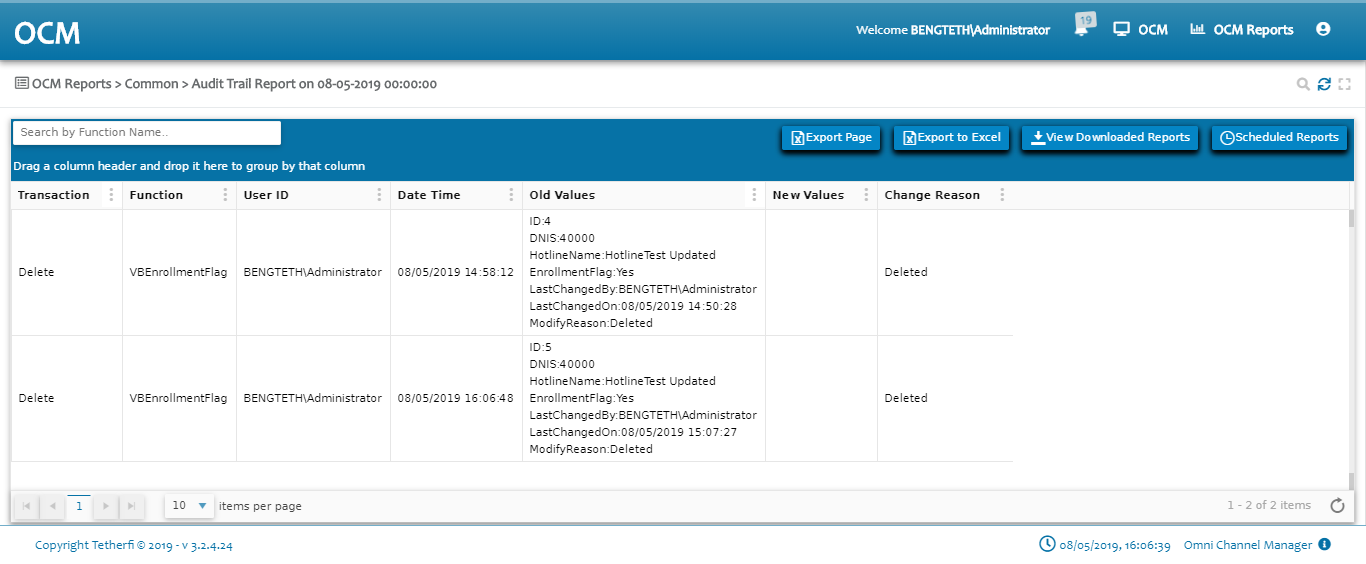 OCM
Welcome BENGTETH\Administrator
19
OCM
OCM Reports
OCM Reports > Common > Audit Trail Report on 08-05-2019 00:00:00
Search by Function Name..
Export Page
Export to Excel
View Downloaded Reports
Scheduled Reports
Drag a column header and drop it here to group by that column
Transaction Function User ID Date Time Old Values New Values Change Reason
ID:4
DNIS:40000
HotlineName:HotlineTest Updated
Delete VBEnrollmentFlag BENGTETH\Administrator 08/05/2019 14:58:12 EnrollmentFlag:Yes Deleted
LastChangedBy:BENGTETH\Administrator
LastChangedOn:08/05/2019 14:50:28
ModifyReason:Deleted
ID:5
DNIS:40000
HotlineName:HotlineTest Updated
Delete VBEnrollmentFlag BENGTETH\Administrator 08/05/2019 16:06:48 EnrollmentFlag:Yes Deleted
LastChangedBy:BENGTETH\Administrator
LastChangedOn:08/05/2019 15:07:27
ModifyReason:Deleted
1
10 items per page
1 - 2 of 2 items
Copyright Tetherfi © 2019 - v 3.2.4.24
08/05/2019, 16:06:39 Omni Channel Manager